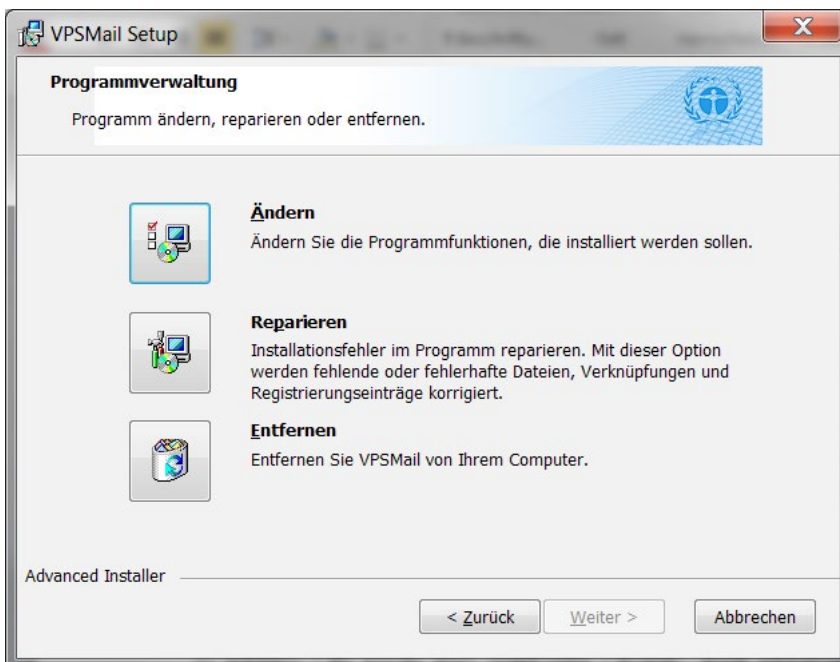 VPSMail Setup
Programmverwaltung
Programm ändern, reparieren oder entfernen.
Ändern
Ändern Sie die Programmfunktionen, die installiert werden sollen.
Reparieren
Installationsfehler im Programm reparieren. Mit dieser Option
werden fehlende oder fehlerhafte Dateien, Verknüpfungen und
Registrierungseinträge korrigiert.
Entfernen
Entfernen Sie VPSMail von Ihrem Computer.
Advanced Installer
< Zurück
Weiter >
Abbrechen